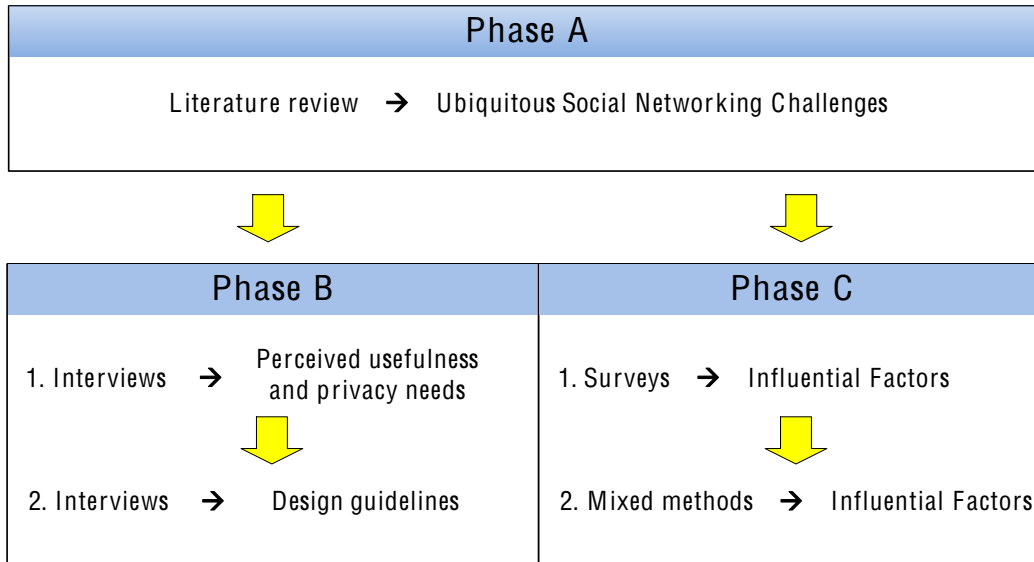 Phase A
Literature review → Ubiquitous Social Networking Challenges
Phase B
1. Interviews → Perceived usefulness
and privacy needs
2. Interviews → Design guidelines
Phase C
1. Surveys → Influential Factors
2. Mixed methods → Influential Factors